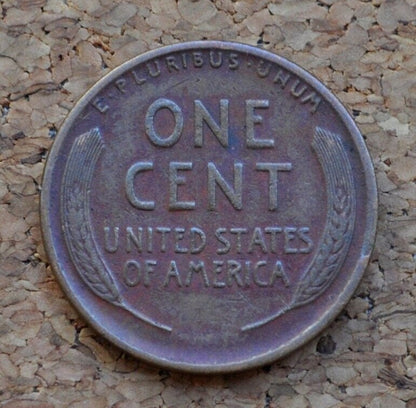 E·PLURIBUS·UNUM
ONE
CENT
UNITED STATES
OF AMERICA